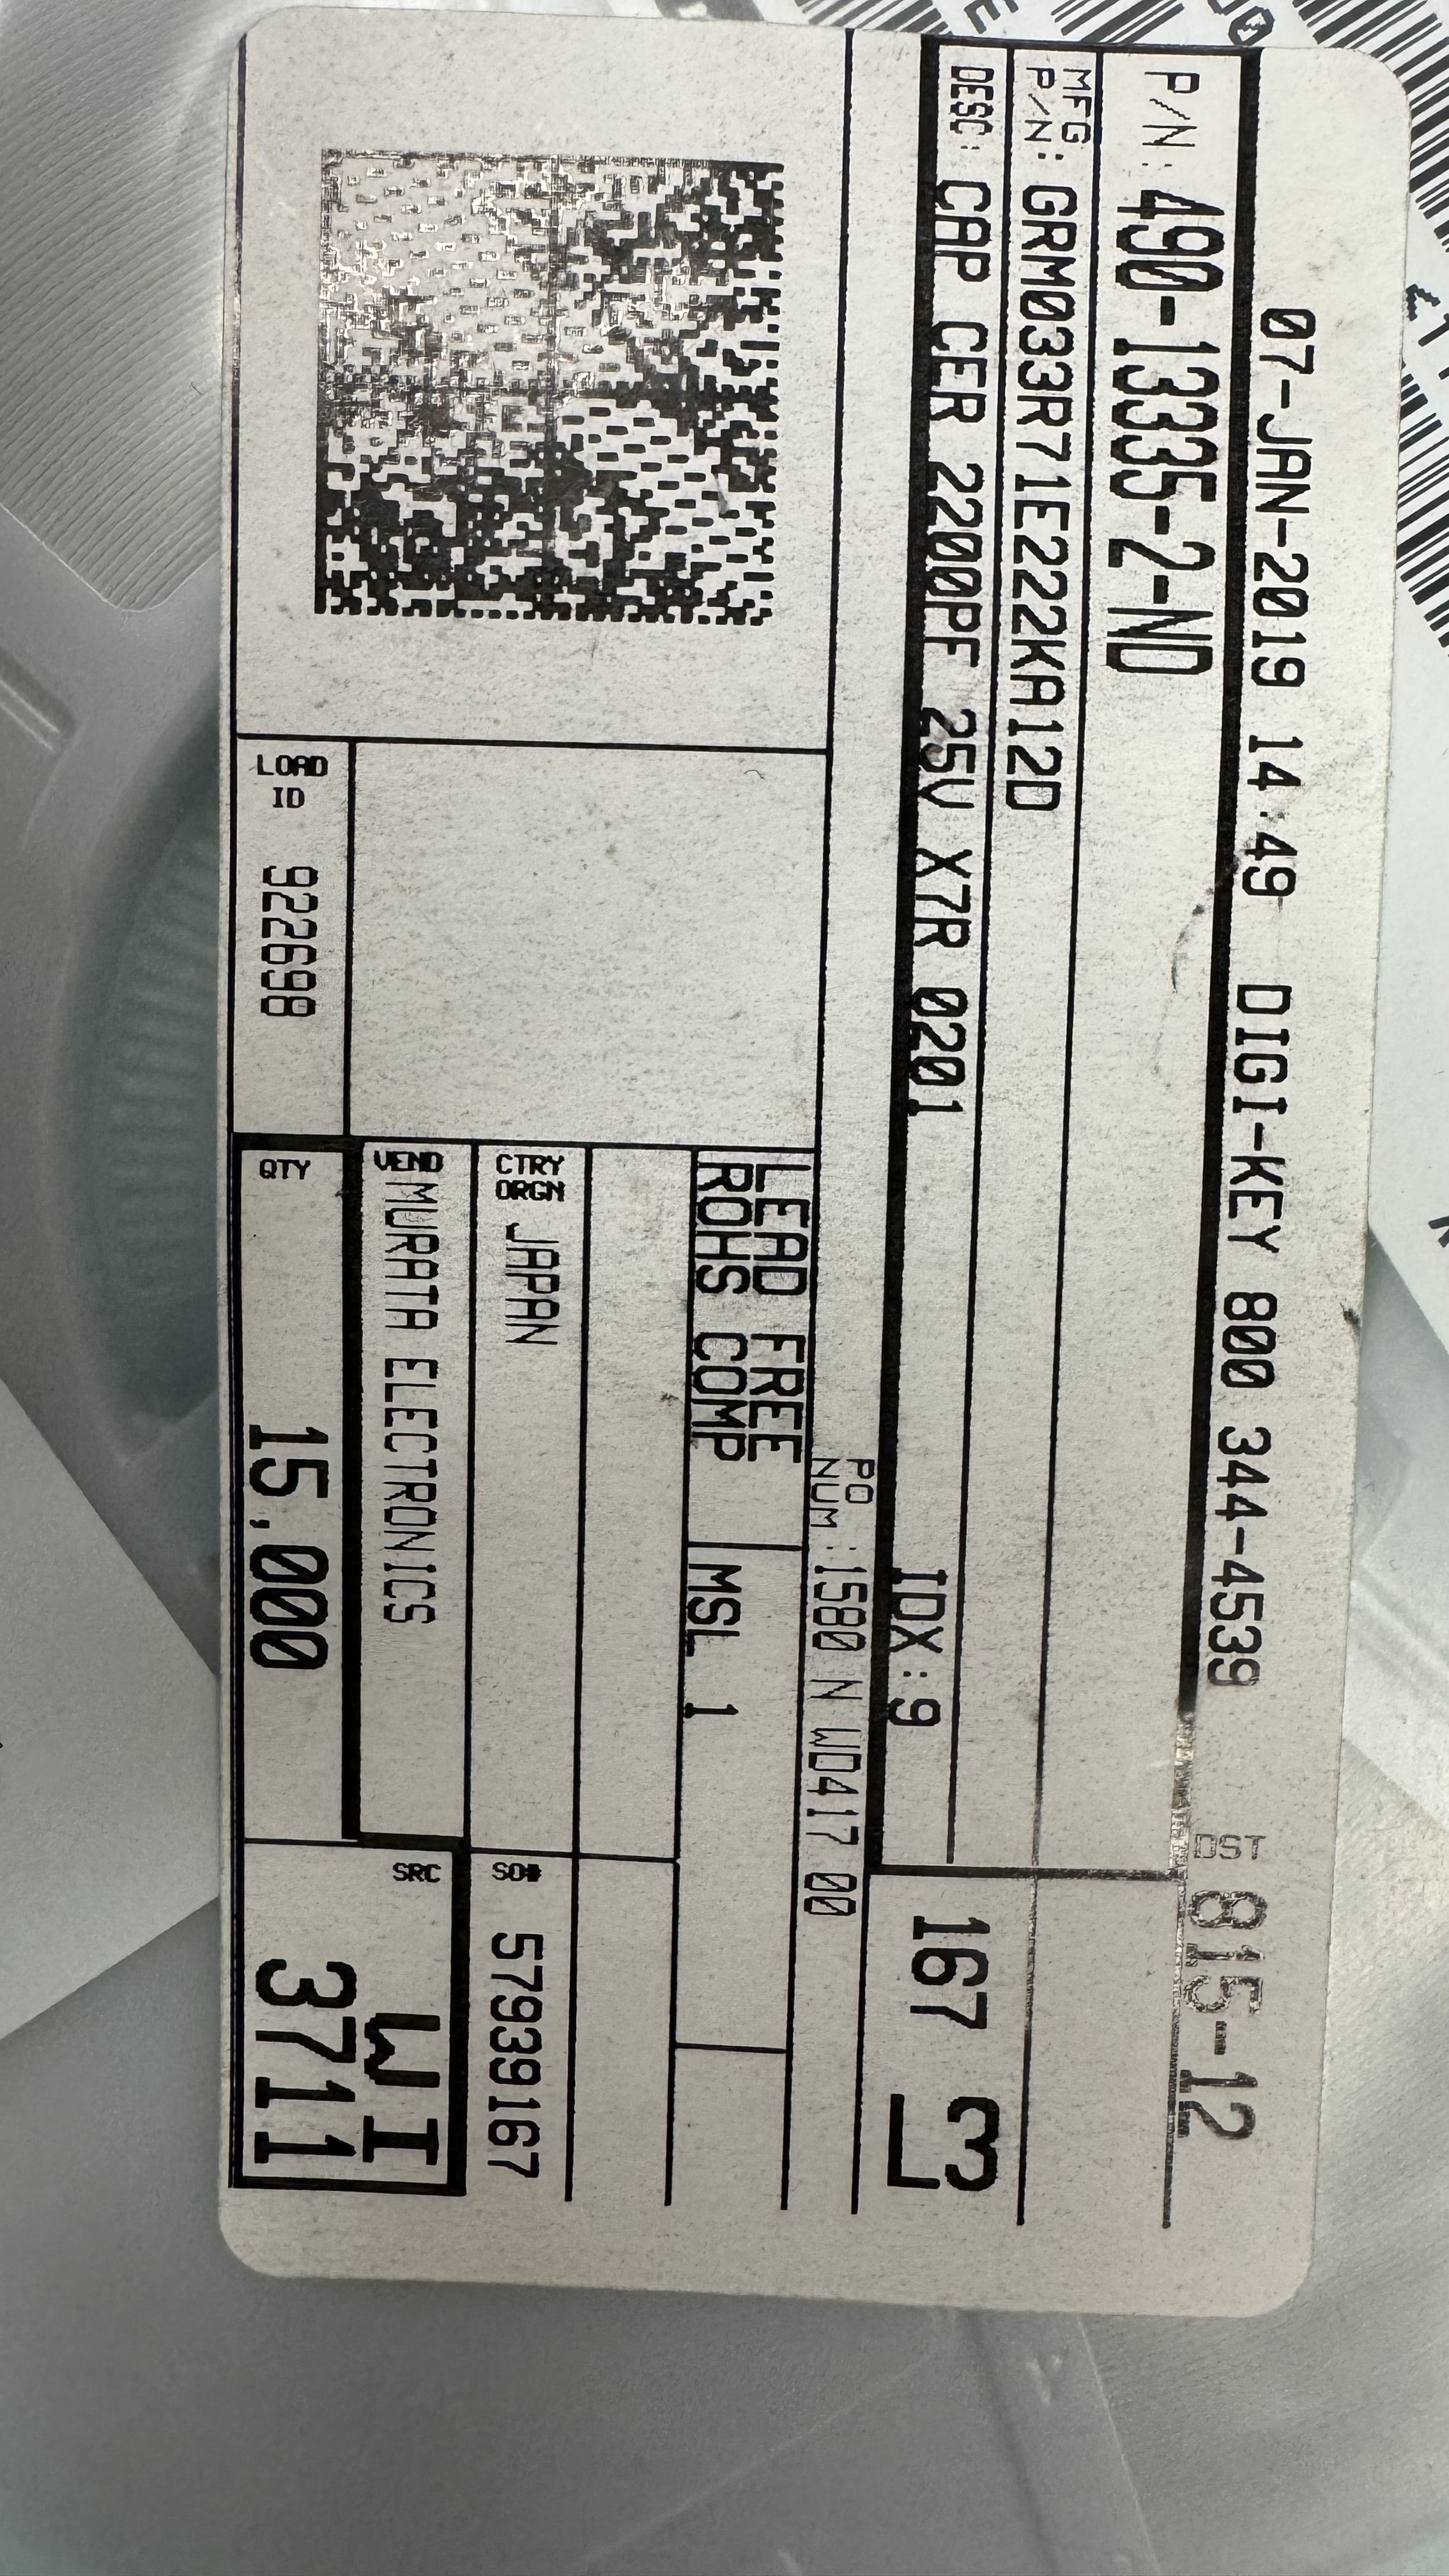 07-JAN-2019 14:49 DIGI-KEY 800 344-4539 DST 815-12
P/N: 490-1335-2-ND
MFG P/N: GRM033R71E222KA12D
DESC: CAP CER 2200PF 25V X7R 0201
IDX:9
167
L3
PO NUM :1580 N WO417 00
LEAD FREE
ROHS COMP
MSL 1
CTRY ORGN JAPAN
SO# 57939167
VEND MURATA ELECTRONICS
SRC WI
3711
LOAD ID 922698
QTY 15,000